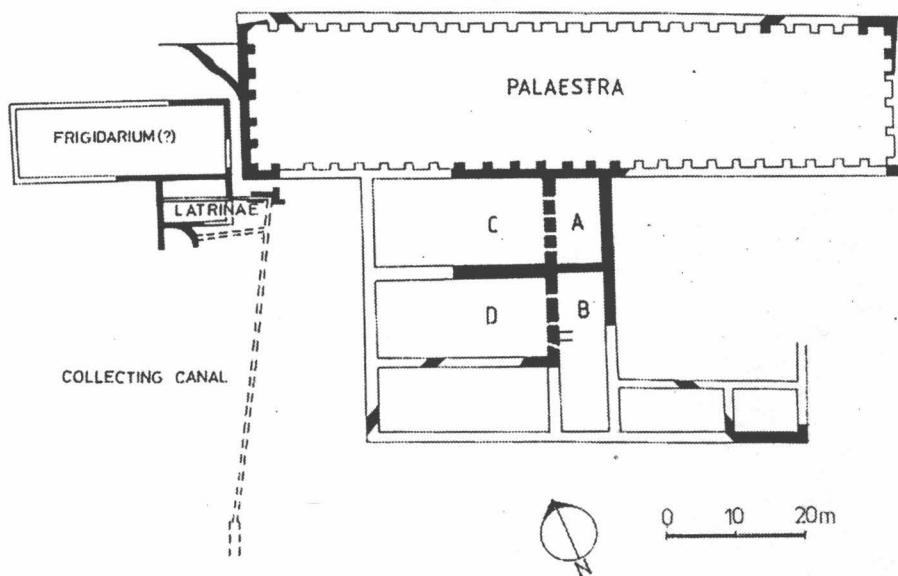 PALAESTRA
FRIGIDARIUM(?)
LATRINAE
C
A
D
B
COLLECTING CANAL
0 10 20m
N